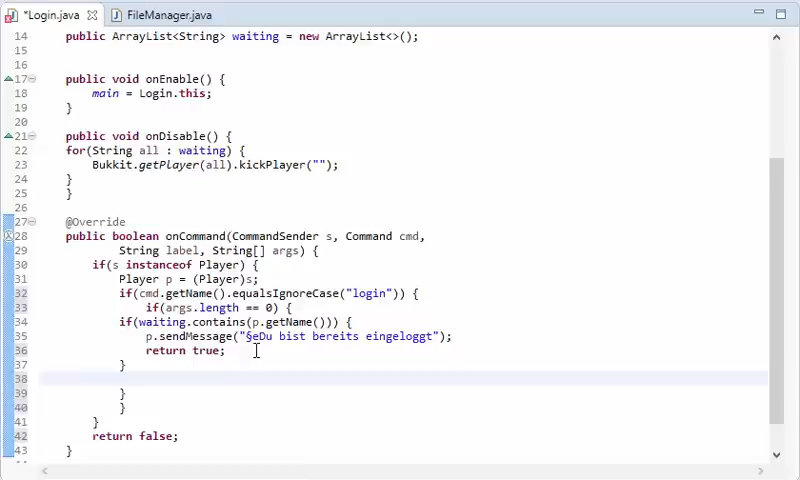 *Login.java
FileManager.java
14 public ArrayList<String> waiting = new ArrayList<>();
15
16
17 public void onEnable() {
18 main = Login.this;
19 }
20
21 public void onDisable() {
22 for(String all : waiting) {
23 Bukkit.getPlayer(all).kickPlayer("");
24 }
25 }
26
27 @Override
28 public boolean onCommand(CommandSender s, Command cmd,
29 String label, String[] args) {
30 if(s instanceof Player) {
31 Player p = (Player)s;
32 if(cmd.getName().equalsIgnoreCase("login")) {
33 if(args.length == 0) {
34 if(waiting.contains(p.getName())) {
35 p.sendMessage("§eDu bist bereits eingeloggt");
36 return true;
37 }
38
39 }
40 }
41 }
42 return false;
43 }